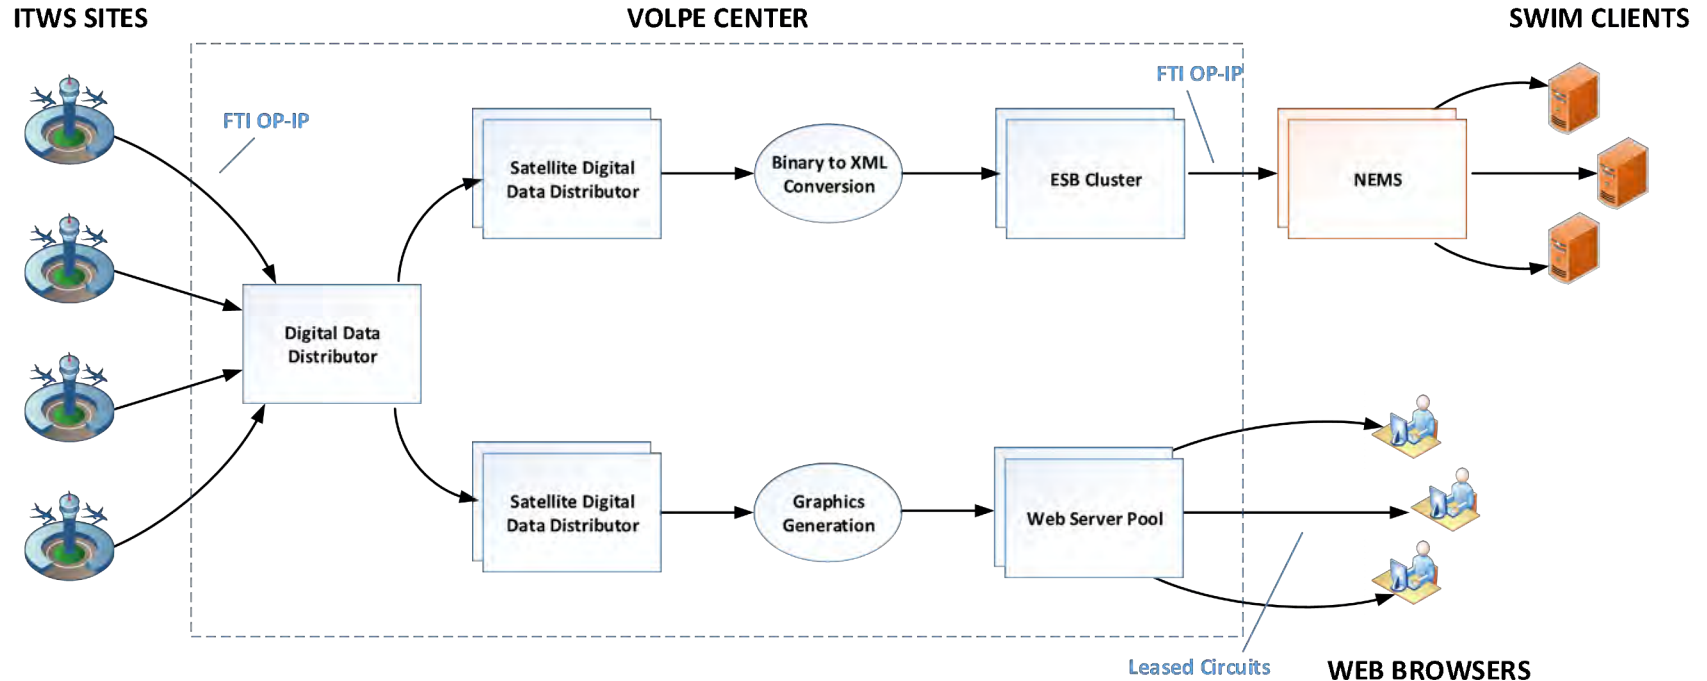 ITWS SITES
VOLPE CENTER
SWIM CLIENTS
FTI OP-IP
FTI OP-IP
Satellite Digital
Data Distributor
Binary to XML
Conversion
ESB Cluster
NEMS
Digital Data
Distributor
Satellite Digital
Data Distributor
Graphics
Generation
Web Server Pool
Leased Circuits
WEB BROWSERS